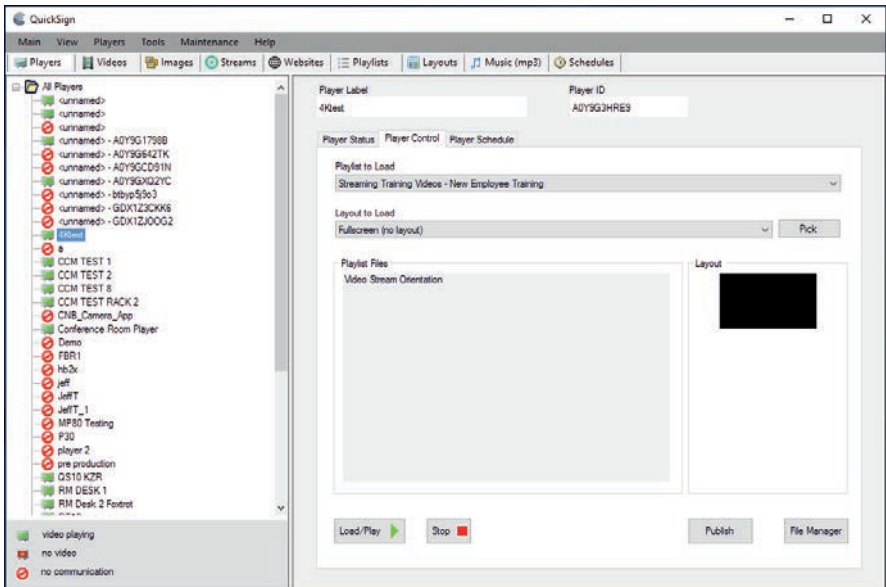 QuickSign
Main View Players Tools Maintenance Help
Players Videos Images Streams Websites Playlists Layouts Music (mp3) Schedules
All Players
<unnamed>
<unnamed>
<unnamed>
<unnamed> - A0Y9G1798B
<unnamed> - A0Y9G642TK
<unnamed> - A0Y9GCD91N
<unnamed> - A0Y9GXQ2YC
<unnamed> - btbyp5j9o3
<unnamed> - GDX1Z3CKK6
<unnamed> - GDX1ZJOOG2
4Ktest
a
CCM TEST 1
CCM TEST 2
CCM TEST 8
CCM TEST RACK 2
CNB_Camera_App
Conference Room Player
Demo
FBR1
hb2x
jeff
JeffT
JeffT_1
MP80 Testing
P30
player 2
pre production
QS10 KZR
RM DESK 1
RM Desk 2 Foxtrot
video playing
no video
no communication
Player Label Player ID
4Ktest A0Y9G3HRE9
Player Status Player Control Player Schedule
Playlist to Load
Streaming Training Videos - New Employee Training
Layout to Load
Fullscreen (no layout) Pick
Playlist Files Layout
Video Stream Orientation
Load/Play Stop Publish File Manager